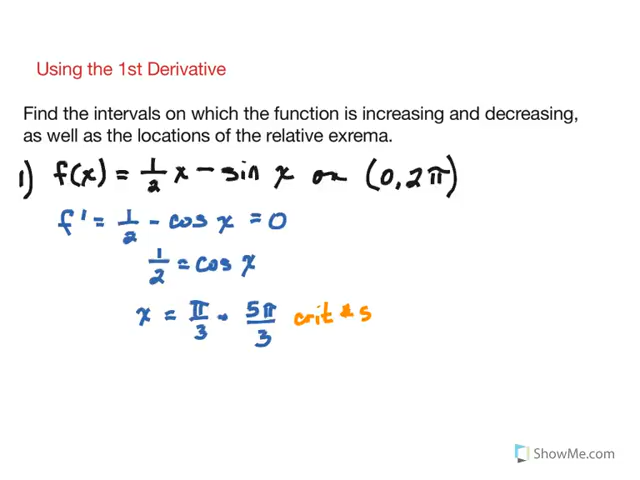 Using the 1st Derivative
Find the intervals on which the function is increasing and decreasing,
as well as the locations of the relative exrema.
1) f(x) = 1/2 x - sin x on (0, 2π)
f' = 1/2 - cos x = 0
1/2 = cos x
x = π/3 , 5π/3 crit #s
ShowMe.com